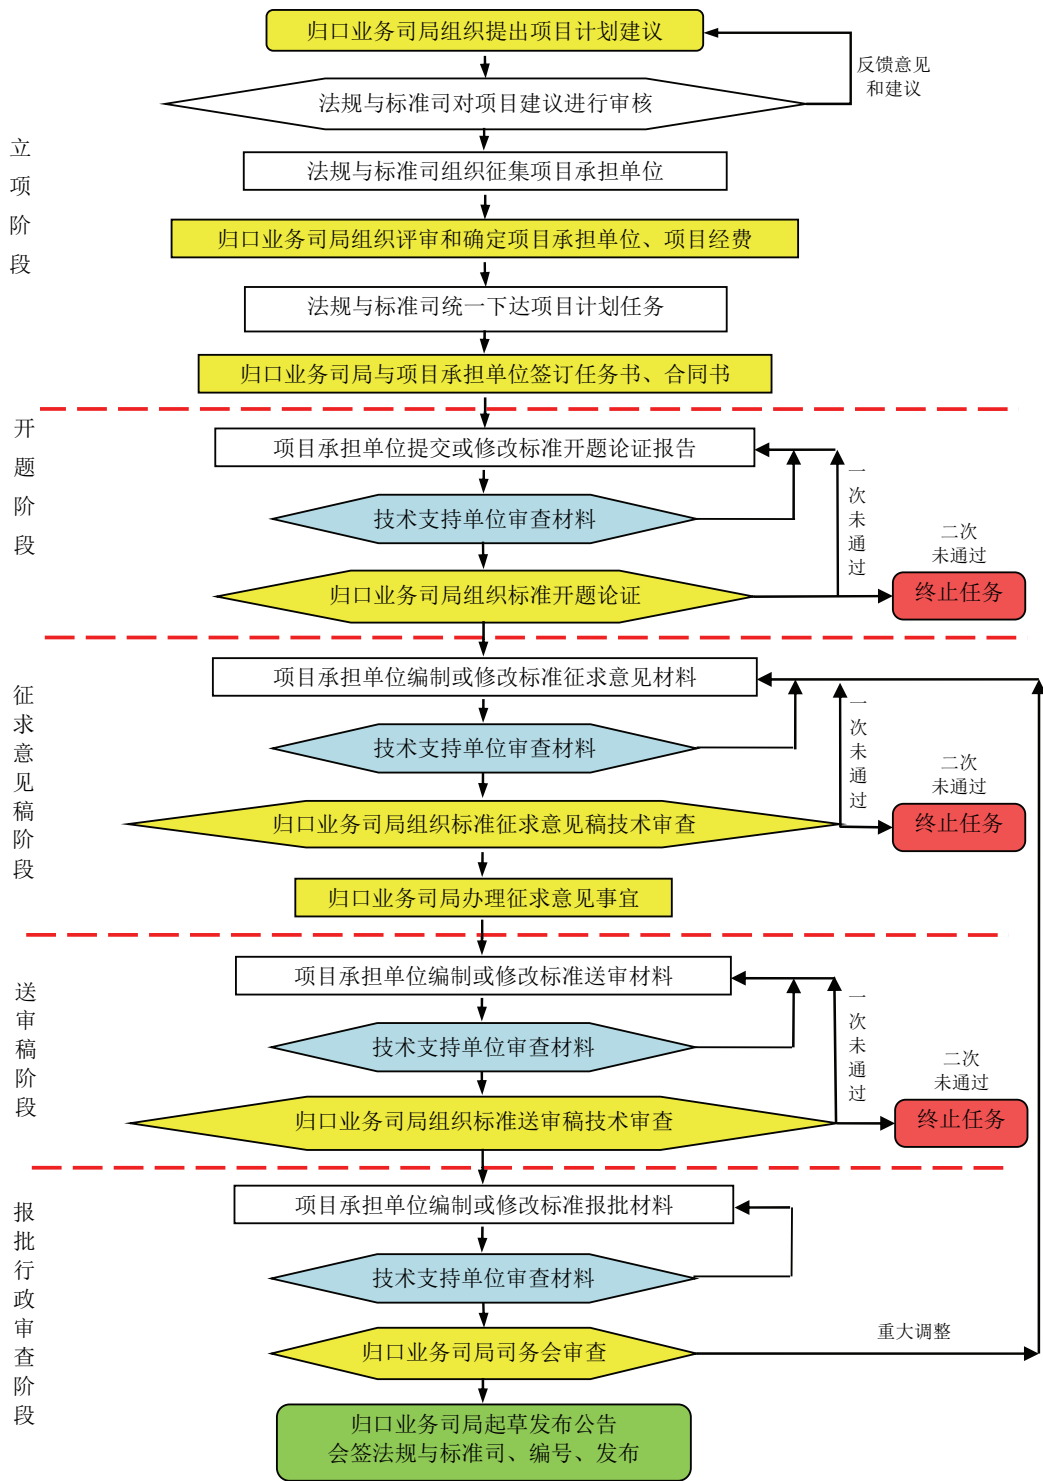 归口业务司局组织提出项目计划建议
反馈意见
和建议
法规与标准司对项目建议进行审核
立项阶段
法规与标准司组织征集项目承担单位
归口业务司局组织评审和确定项目承担单位、项目经费
法规与标准司统一下达项目计划任务
归口业务司局与项目承担单位签订任务书、合同书
开题阶段
项目承担单位提交或修改标准开题论证报告
一次未通过
技术支持单位审查材料
二次
未通过
归口业务司局组织标准开题论证
终止任务
征求意见稿阶段
项目承担单位编制或修改标准征求意见材料
一次未通过
技术支持单位审查材料
二次
未通过
归口业务司局组织标准征求意见稿技术审查
终止任务
归口业务司局办理征求意见事宜
送审稿阶段
项目承担单位编制或修改标准送审材料
一次未通过
技术支持单位审查材料
二次
未通过
归口业务司局组织标准送审稿技术审查
终止任务
报批行政审查阶段
项目承担单位编制或修改标准报批材料
技术支持单位审查材料
重大调整
归口业务司局司务会审查
归口业务司局起草发布公告
会签法规与标准司、编号、发布